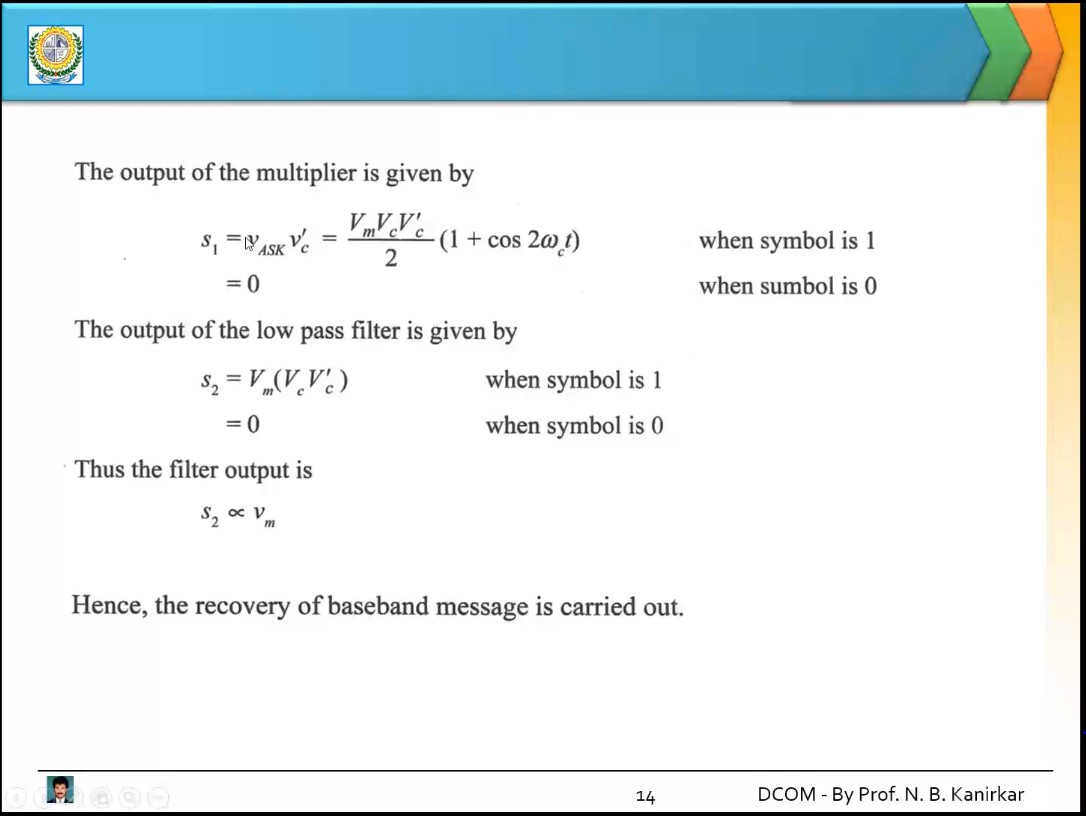 The output of the multiplier is given by
s₁ = v_ASK v′_c = V_m V_c V′_c / 2 (1 + cos 2ω_c t) when symbol is 1
= 0 when sumbol is 0
The output of the low pass filter is given by
s₂ = V_m (V_c V′_c) when symbol is 1
= 0 when symbol is 0
Thus the filter output is
s₂ ∝ v_m
Hence, the recovery of baseband message is carried out.
14 DCOM - By Prof. N. B. Kanirkar